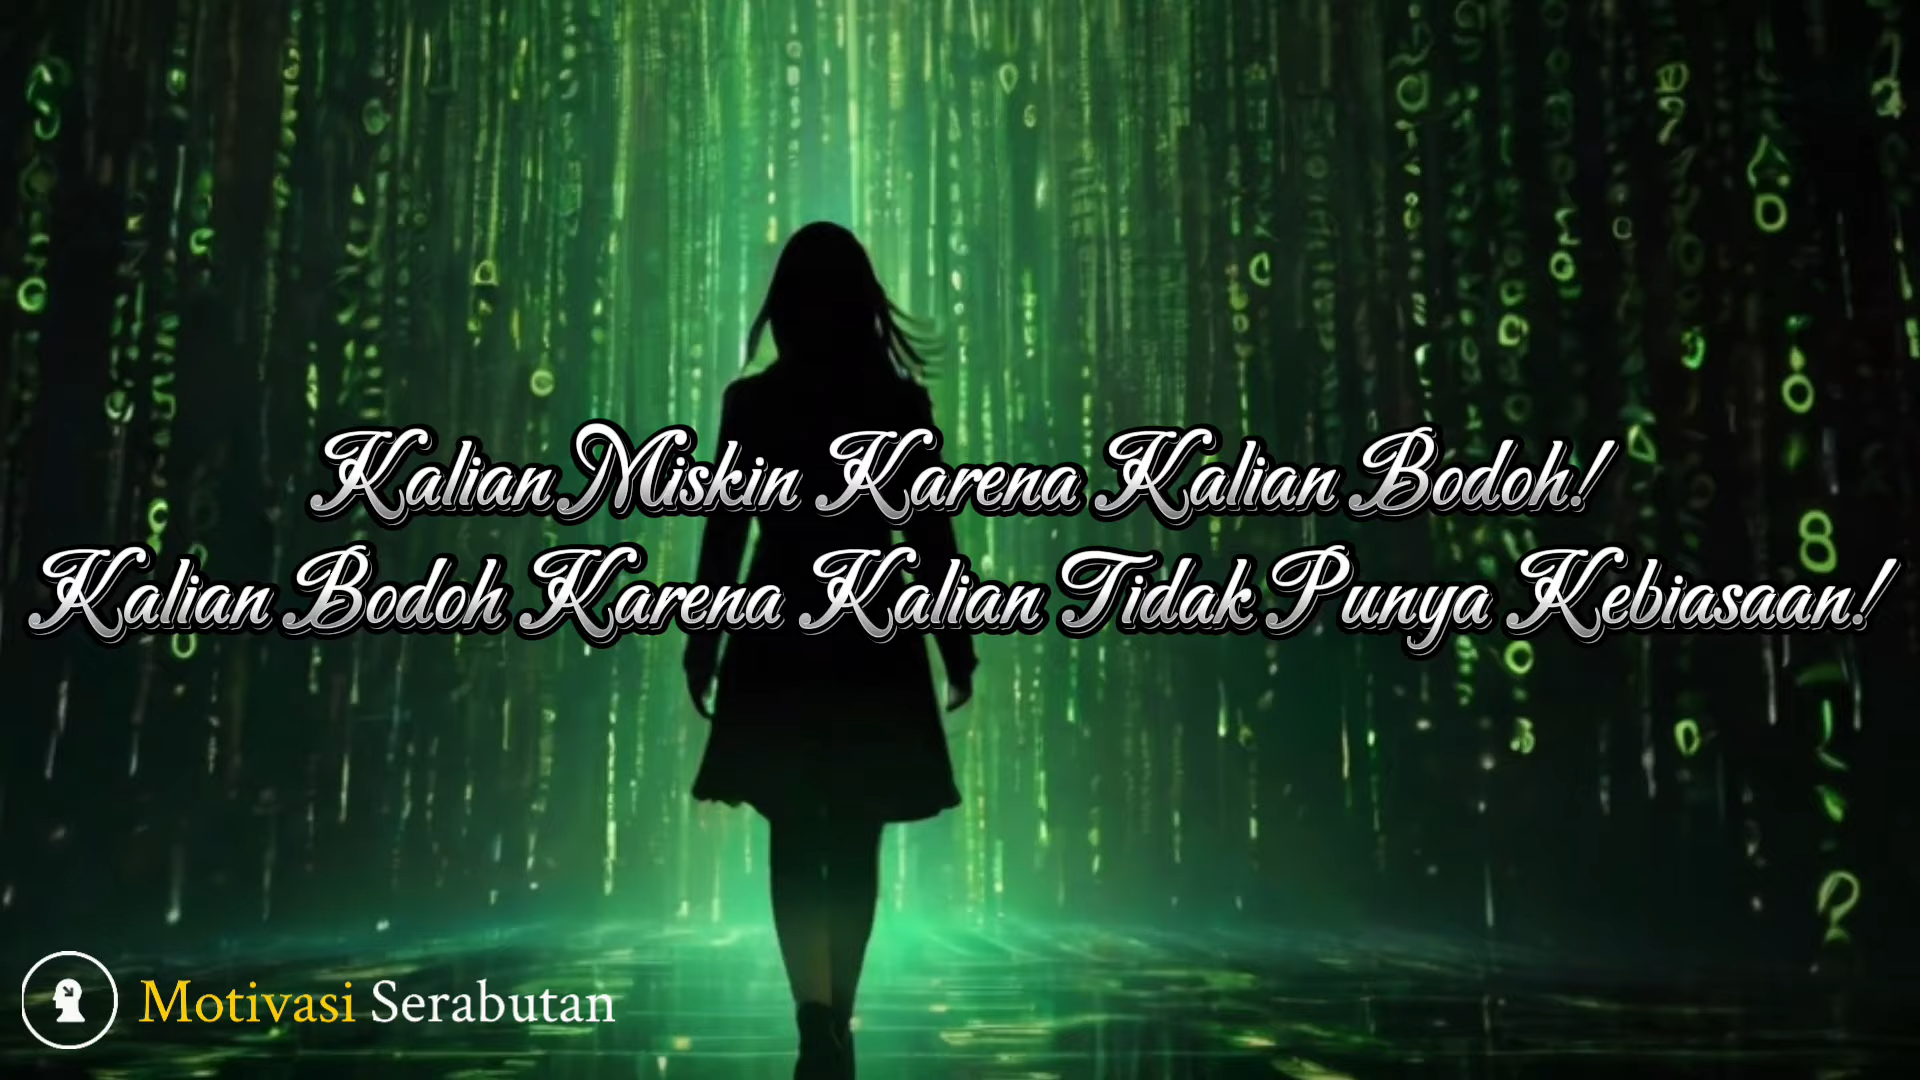 Kalian Miskin Karena Kalian Bodoh!
Kalian Bodoh Karena Kalian Tidak Punya Kebiasaan!
Motivasi Serabutan